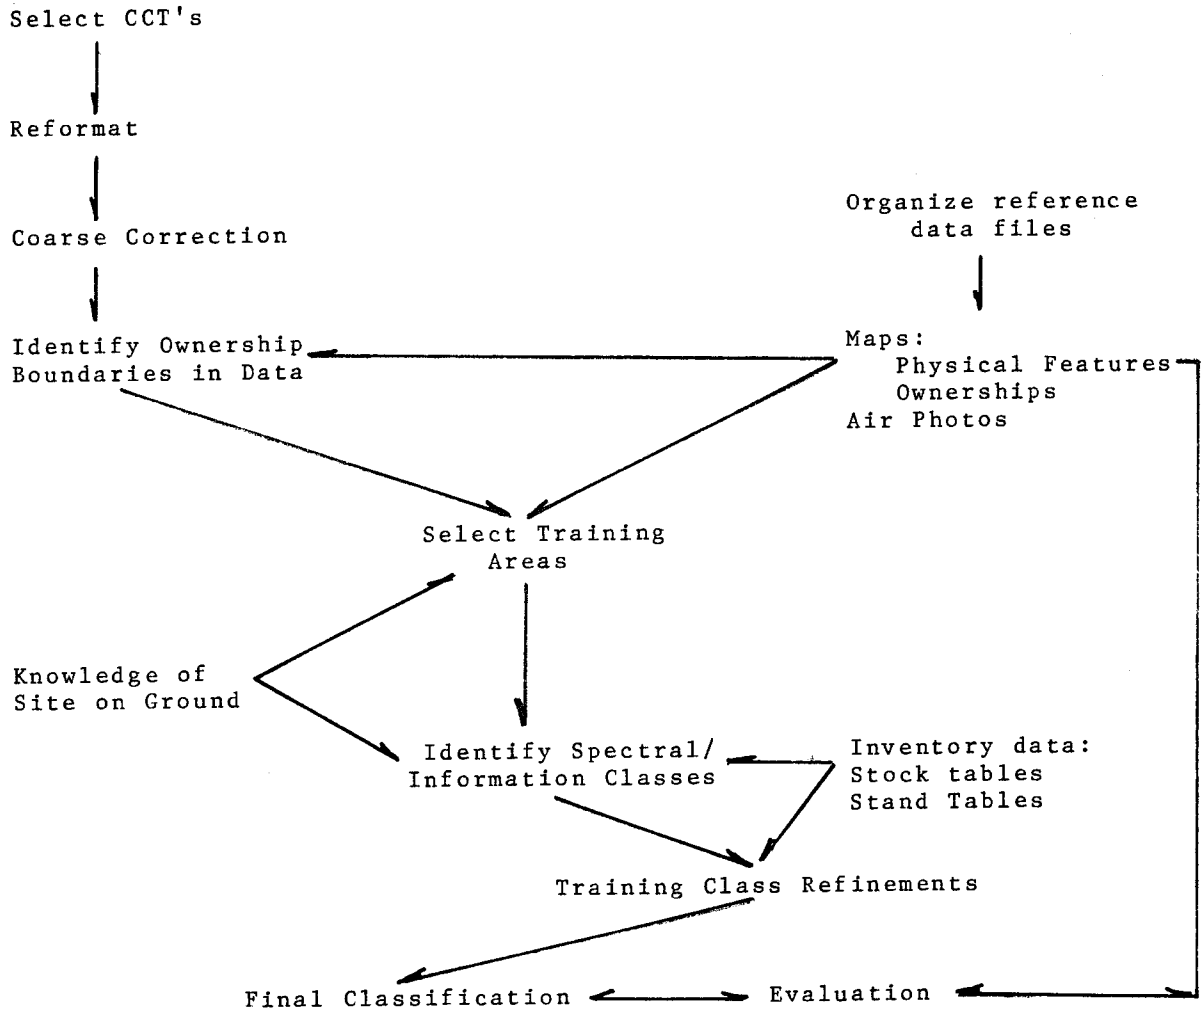 Select CCT's
Reformat
Coarse Correction
Organize reference
data files
Identify Ownership
Boundaries in Data
Maps:
Physical Features
Ownerships
Air Photos
Select Training
Areas
Knowledge of
Site on Ground
Identify Spectral/
Information Classes
Inventory data:
Stock tables
Stand Tables
Training Class Refinements
Final Classification
Evaluation